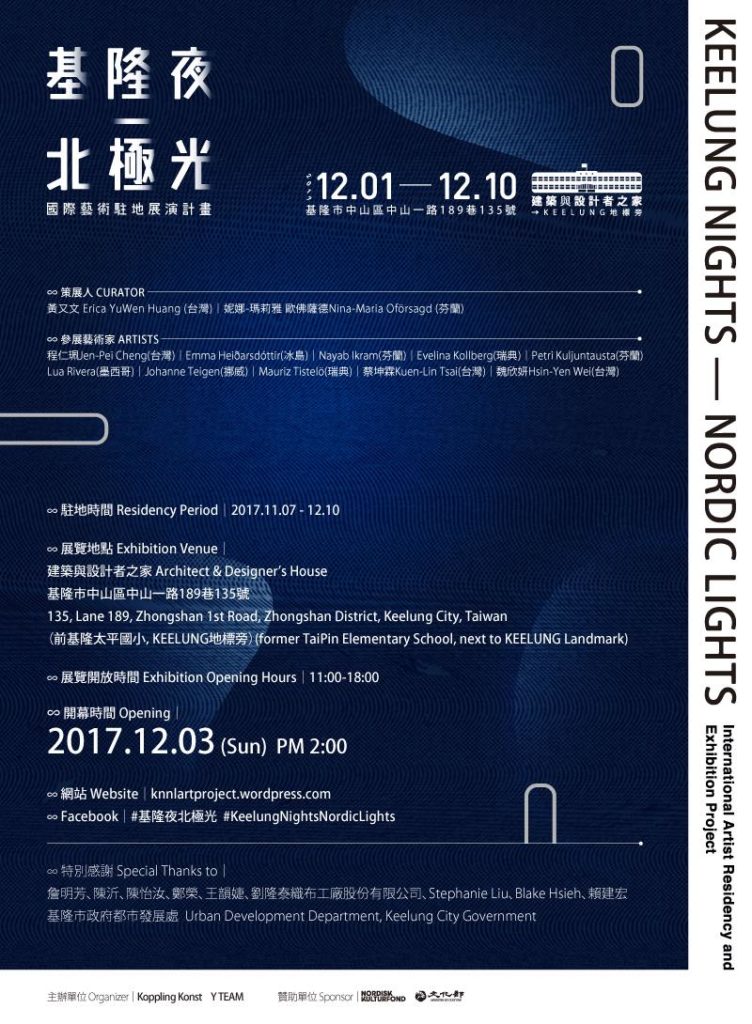 基隆夜
—
北極光
國際藝術駐地展演計畫
2017 12.01—12.10
基隆市中山區中山一路189巷135號
建築與設計者之家
→KEELUNG地標旁
∞ 策展人 CURATOR
黃又文 Erica YuWen Huang (台灣)｜妮娜-瑪莉雅 歐佛薩德Nina-Maria Oförsagd (芬蘭)
∞ 參展藝術家 ARTISTS
程仁珮Jen-Pei Cheng(台灣)｜Emma Heiðarsdóttir(冰島)｜Nayab Ikram(芬蘭)｜Evelina Kollberg(瑞典)｜Petri Kuljuntausta(芬蘭)
Lua Rivera(墨西哥)｜Johanne Teigen(挪威)｜Mauriz Tistelö(瑞典)｜蔡坤霖Kuen-Lin Tsai(台灣)｜魏欣妍Hsin-Yen Wei(台灣)
∞ 駐地時間 Residency Period｜2017.11.07 - 12.10
∞ 展覽地點 Exhibition Venue｜
建築與設計者之家 Architect & Designer's House
基隆市中山區中山一路189巷135號
135, Lane 189, Zhongshan 1st Road, Zhongshan District, Keelung City, Taiwan
(前基隆太平國小, KEELUNG地標旁) (former TaiPin Elementary School, next to KEELUNG Landmark)
∞ 展覽開放時間 Exhibition Opening Hours｜11:00-18:00
∞ 開幕時間 Opening｜
2017.12.03 (Sun) PM 2:00
∞ 網站 Website｜knnlartproject.wordpress.com
∞ Facebook｜#基隆夜北極光 #KeelungNightsNordicLights
∞ 特別感謝 Special Thanks to｜
詹明芳、陳沂、陳怡汝、鄭榮、王韻婕、劉隆泰織布工廠股份有限公司、Stephanie Liu、Blake Hsieh、賴建宏
基隆市政府都市發展處 Urban Development Department, Keelung City Government
主辦單位 Organizer｜Koppling Konst Y TEAM
贊助單位 Sponsor｜NORDISK KULTURFOND 文化部
KEELUNG NIGHTS — NORDIC LIGHTS
International Artist Residency and
Exhibition Project